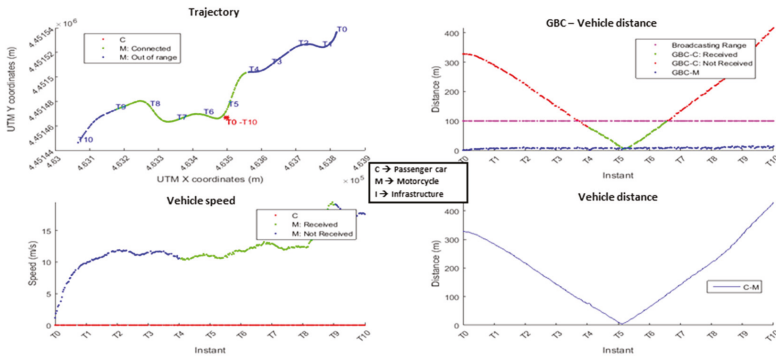 Trajectory
× 10⁶
4.45154
4.45152
4.4515
4.45148
4.45146
4.45144
UTM Y coordinates (m)
C
M: Connected
M: Out of range
T0
T1
T2
T3
T4
T5
T6
T7
T8
T9
T10
T0 -T10
4.63
4.631
4.632
4.633
4.634
4.635
4.636
4.637
4.638
4.639
× 10⁵
UTM X coordinates (m)
GBC – Vehicle distance
400
300
200
100
0
Distance (m)
Broadcasting Range
GBC-C: Received
GBC-C: Not Received
GBC-M
T0
T1
T2
T3
T4
T5
T6
T7
T8
T9
T10
Instant
C → Passenger car
M → Motorcycle
I → Infrastructure
Vehicle speed
15
10
5
0
Speed (m/s)
C
M: Received
M: Not Received
T0
T1
T2
T3
T4
T5
T6
T7
T8
T9
T10
Instant
Vehicle distance
400
300
200
100
0
Distance (m)
C-M
T0
T1
T2
T3
T4
T5
T6
T7
T8
T9
T10
Instant